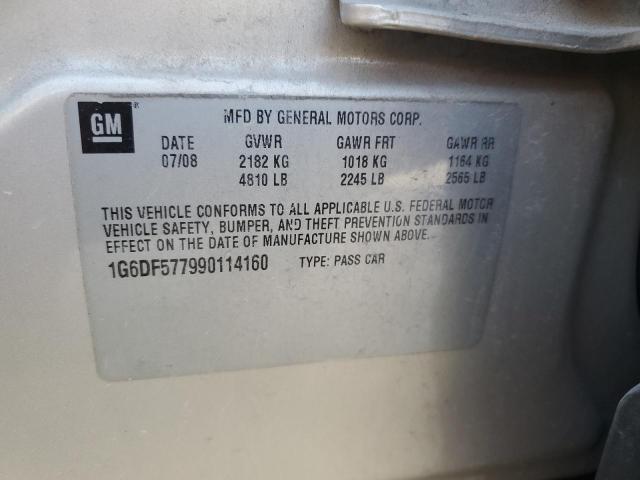 GM®
MFD BY GENERAL MOTORS CORP.
DATE GVWR GAWR FRT GAWR RR
07/08 2182 KG 1018 KG 1164 KG
4810 LB 2245 LB 2565 LB
THIS VEHICLE CONFORMS TO ALL APPLICABLE U.S. FEDERAL MOTOR
VEHICLE SAFETY, BUMPER, AND THEFT PREVENTION STANDARDS IN
EFFECT ON THE DATE OF MANUFACTURE SHOWN ABOVE.
1G6DF577990114160 TYPE: PASS CAR